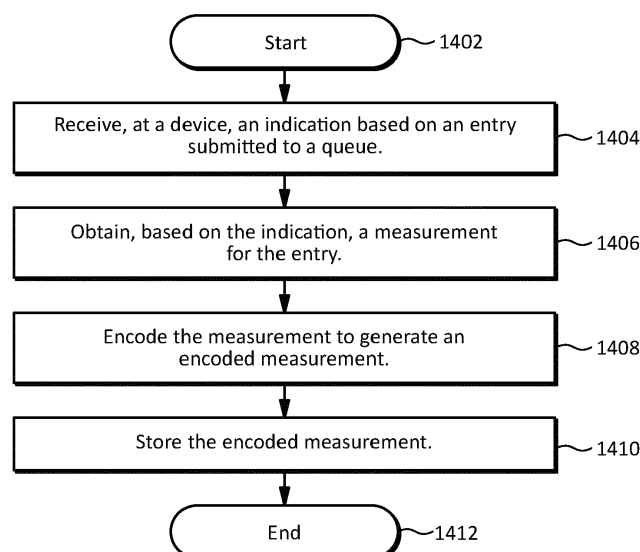 Start
1402
Receive, at a device, an indication based on an entry
submitted to a queue.
1404
Obtain, based on the indication, a measurement
for the entry.
1406
Encode the measurement to generate an
encoded measurement.
1408
Store the encoded measurement.
1410
End
1412